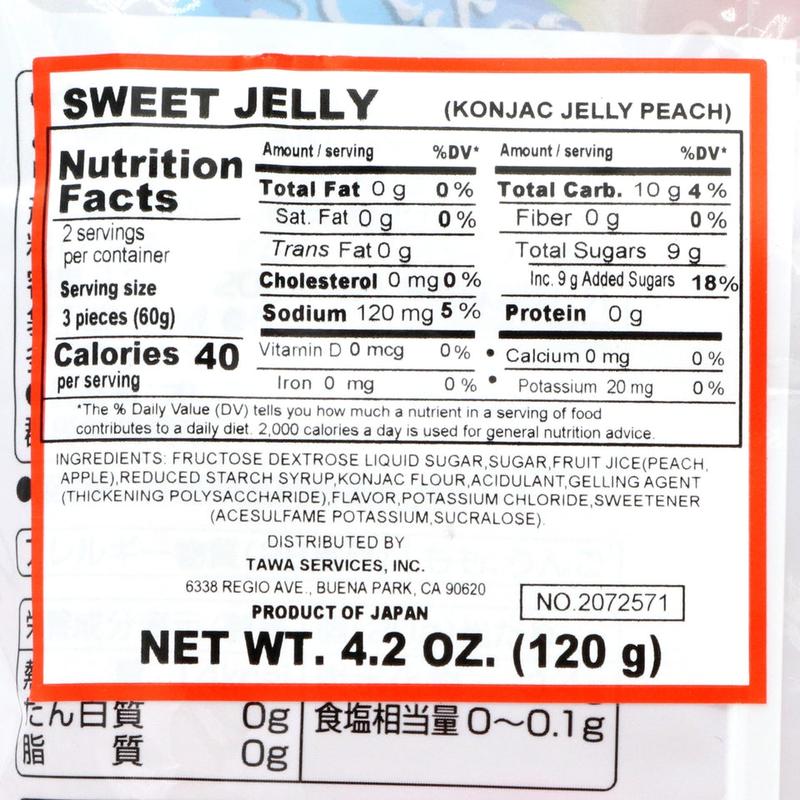 SWEET JELLY (KONJAC JELLY PEACH)
Nutrition Facts
2 servings
per container
Serving size
3 pieces (60g)
Calories 40
per serving
Amount / serving %DV*
Total Fat 0 g 0%
Sat. Fat 0 g 0%
Trans Fat 0 g
Cholesterol 0 mg 0%
Sodium 120 mg 5%
Amount / serving %DV*
Total Carb. 10 g 4%
Fiber 0 g 0%
Total Sugars 9 g
Inc. 9 g Added Sugars 18%
Protein 0 g
Vitamin D 0 mcg 0% • Calcium 0 mg 0%
Iron 0 mg 0% • Potassium 20 mg 0%
*The % Daily Value (DV) tells you how much a nutrient in a serving of food
contributes to a daily diet. 2,000 calories a day is used for general nutrition advice.
INGREDIENTS: FRUCTOSE DEXTROSE LIQUID SUGAR,SUGAR,FRUIT JICE(PEACH,
APPLE),REDUCED STARCH SYRUP,KONJAC FLOUR,ACIDULANT,GELLING AGENT
(THICKENING POLYSACCHARIDE),FLAVOR,POTASSIUM CHLORIDE,SWEETENER
(ACESULFAME POTASSIUM,SUCRALOSE).
DISTRIBUTED BY
TAWA SERVICES, INC.
6338 REGIO AVE., BUENA PARK, CA 90620
PRODUCT OF JAPAN
NO.2072571
NET WT. 4.2 OZ. (120 g)
たん白質 0g 食塩相当量 0～0.1g
脂質 0g